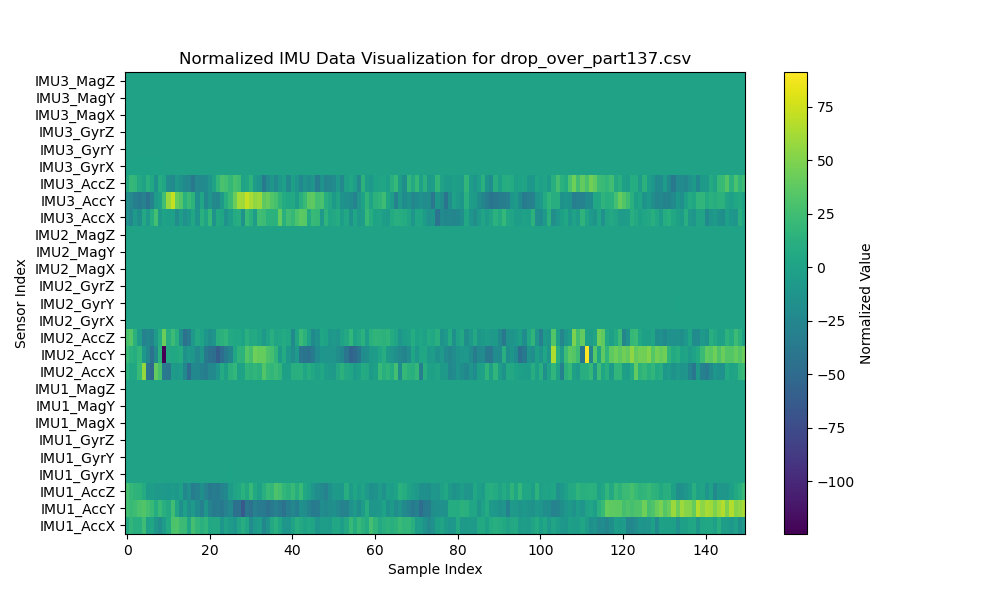 Normalized IMU Data Visualization for drop_over_part137.csv
Sensor Index
IMU3_MagZ
IMU3_MagY
IMU3_MagX
IMU3_GyrZ
IMU3_GyrY
IMU3_GyrX
IMU3_AccZ
IMU3_AccY
IMU3_AccX
IMU2_MagZ
IMU2_MagY
IMU2_MagX
IMU2_GyrZ
IMU2_GyrY
IMU2_GyrX
IMU2_AccZ
IMU2_AccY
IMU2_AccX
IMU1_MagZ
IMU1_MagY
IMU1_MagX
IMU1_GyrZ
IMU1_GyrY
IMU1_GyrX
IMU1_AccZ
IMU1_AccY
IMU1_AccX
0 20 40 60 80 100 120 140
Sample Index
75
50
25
0
−25
−50
−75
−100
Normalized Value